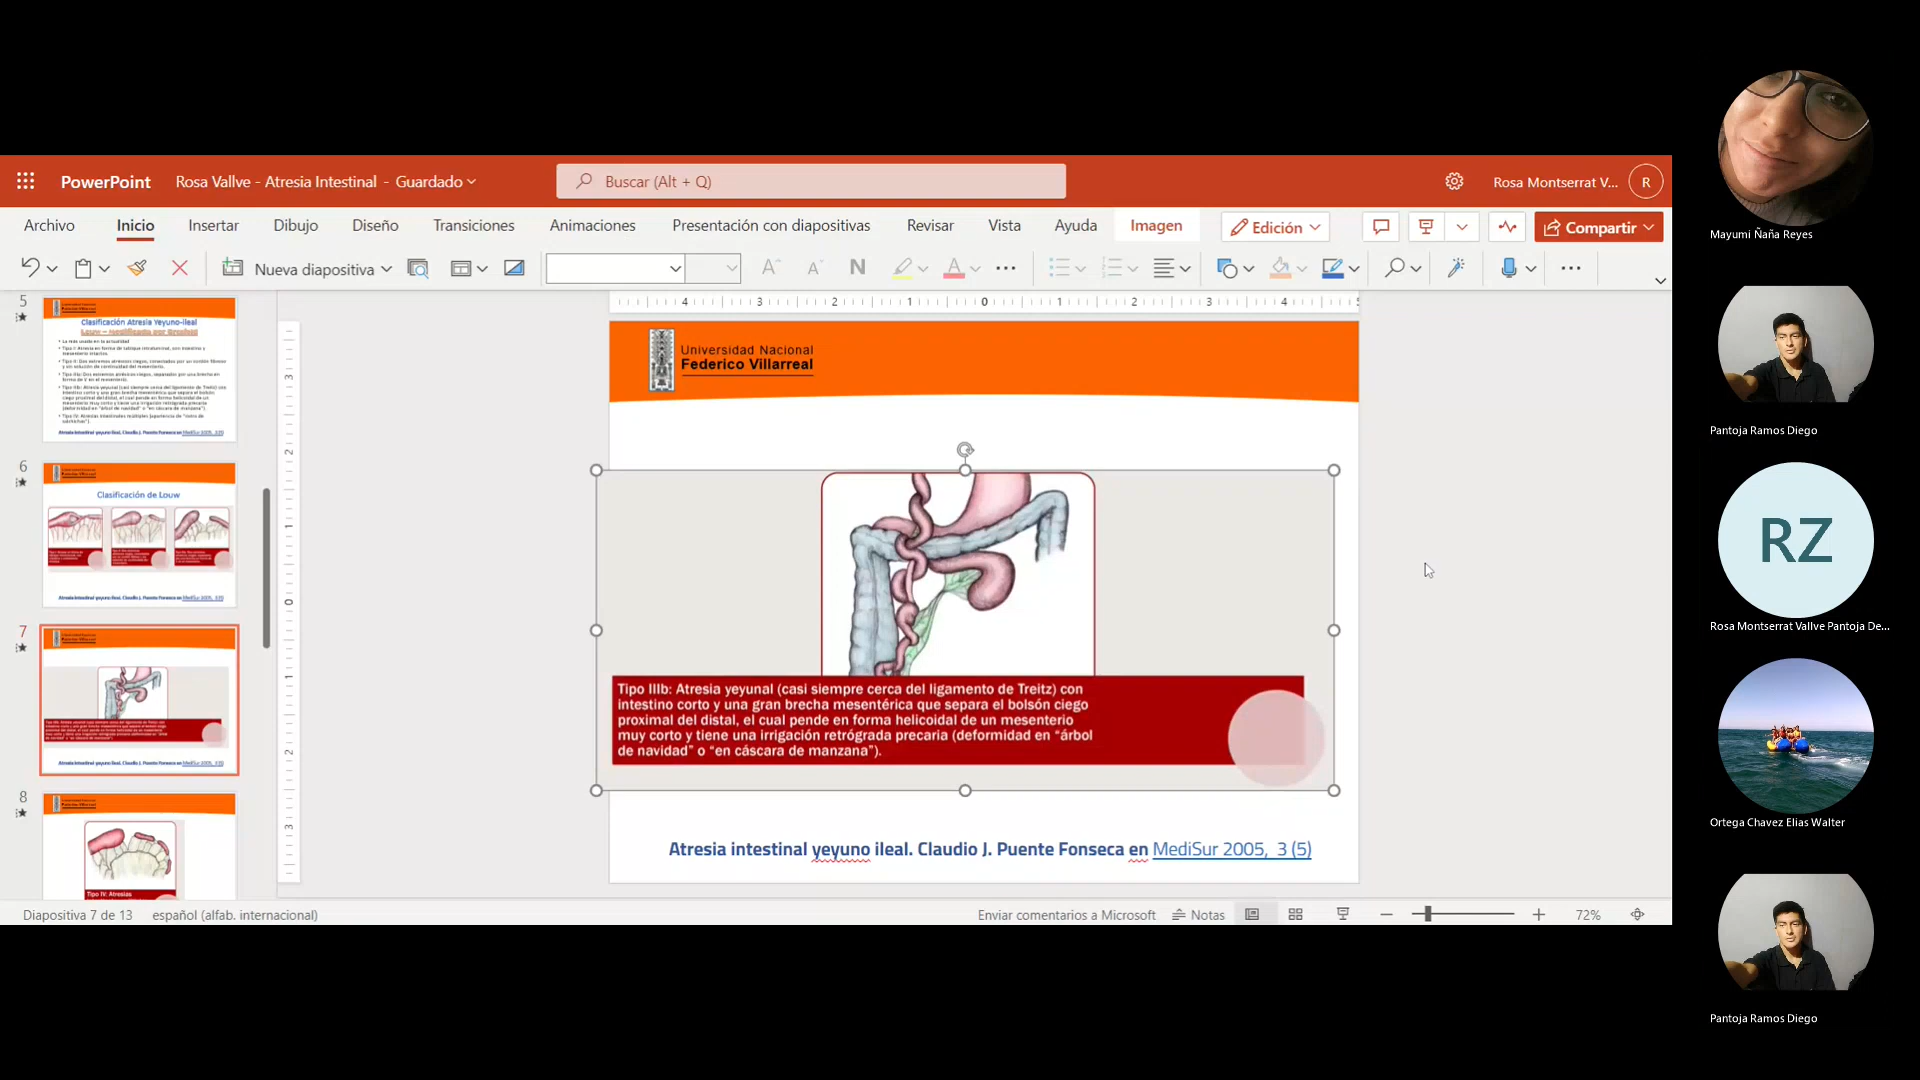 PowerPoint
Rosa Vallve - Atresia Intestinal - Guardado
Buscar (Alt + Q)
Rosa Montserrat V...
R
Archivo
Inicio
Insertar
Dibujo
Diseño
Transiciones
Animaciones
Presentación con diapositivas
Revisar
Vista
Ayuda
Imagen
Edición
Compartir
Nueva diapositiva
N
5
Clasificación Atresia Yeyuno-ileal
6
Clasificación de Louw
7
8
Tipo IV: Atresias
Universidad Nacional
Federico Villarreal
Tipo IIIb: Atresia yeyunal (casi siempre cerca del ligamento de Treitz) con
intestino corto y una gran brecha mesentérica que separa el bolsón ciego
proximal del distal, el cual pende en forma helicoidal de un mesenterio
muy corto y tiene una irrigación retrógrada precaria (deformidad en “árbol
de navidad” o “en cáscara de manzana”).
Atresia intestinal yeyuno ileal. Claudio J. Puente Fonseca en MediSur 2005, 3 (5)
Diapositiva 7 de 13
español (alfab. internacional)
Enviar comentarios a Microsoft
Notas
72%
Mayumi Ñaña Reyes
Pantoja Ramos Diego
RZ
Rosa Montserrat Vallve Pantoja De...
Ortega Chavez Elias Walter
Pantoja Ramos Diego